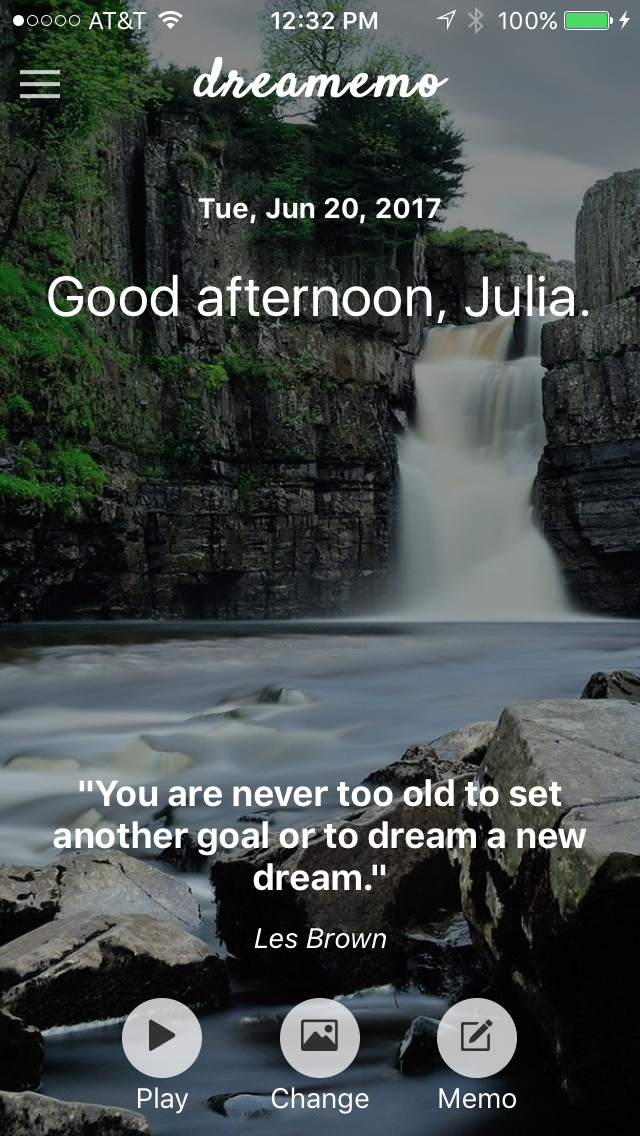 AT&T 12:32 PM 100%
dreamemo
Tue, Jun 20, 2017
Good afternoon, Julia.
"You are never too old to set
another goal or to dream a new
dream."
Les Brown
Play Change Memo